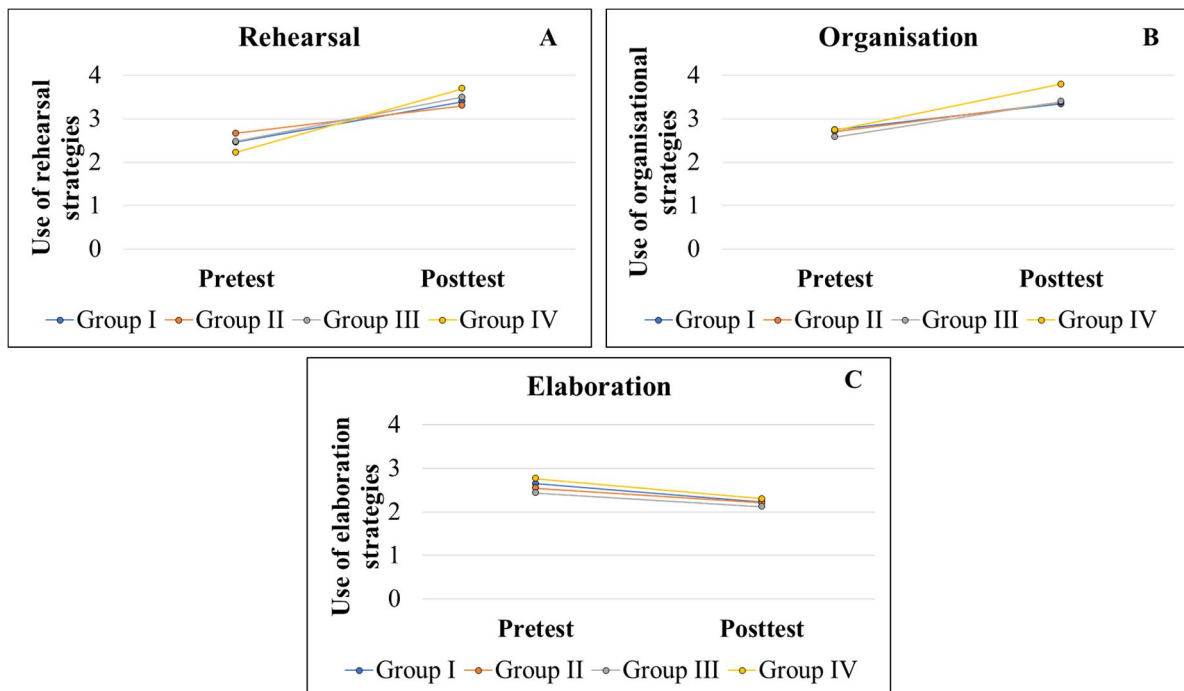 Rehearsal
A
Use of rehearsal
strategies
4
3
2
1
0
Pretest Posttest
Group I Group II Group III Group IV
Organisation
B
Use of organisational
strategies
4
3
2
1
0
Pretest Posttest
Group I Group II Group III Group IV
Elaboration
C
Use of elaboration
strategies
4
3
2
1
0
Pretest Posttest
Group I Group II Group III Group IV